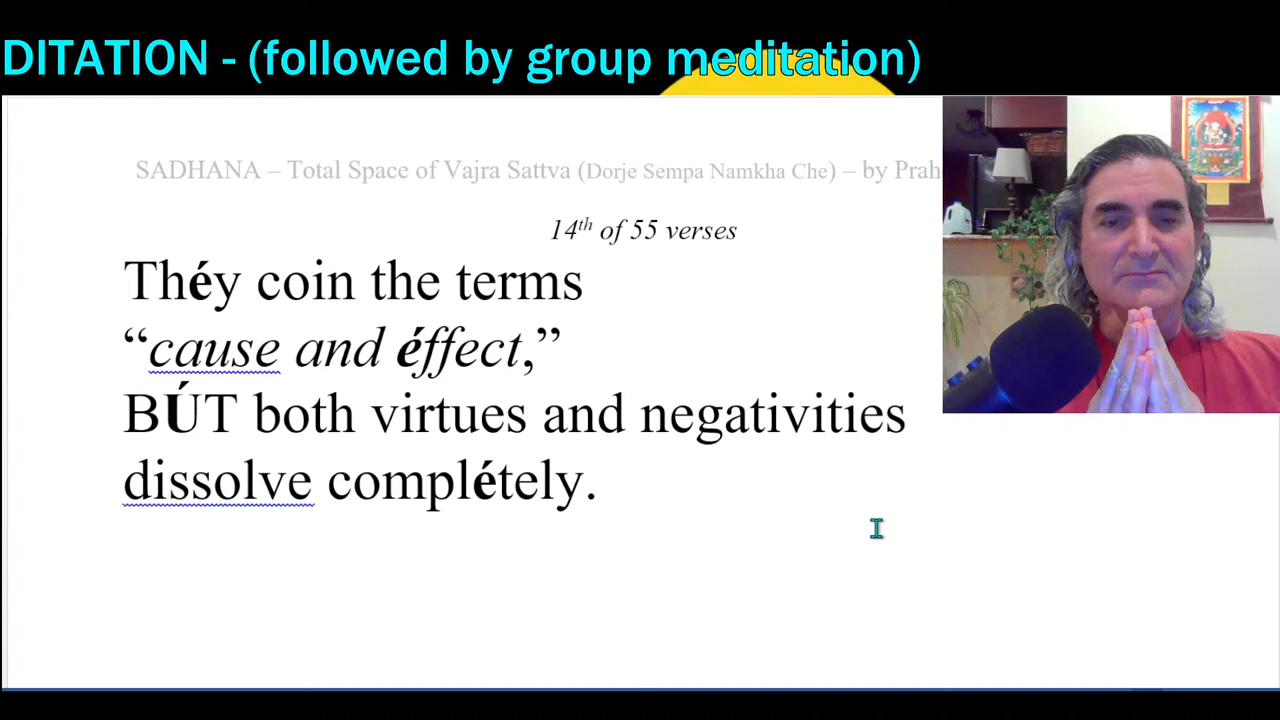 DITATION - (followed by group meditation)
SADHANA – Total Space of Vajra Sattva (Dorje Sempa Namkha Che) – by Prah
14th of 55 verses
Théy coin the terms
“cause and éffect,”
BÚT both virtues and negativities
dissolve complétely.